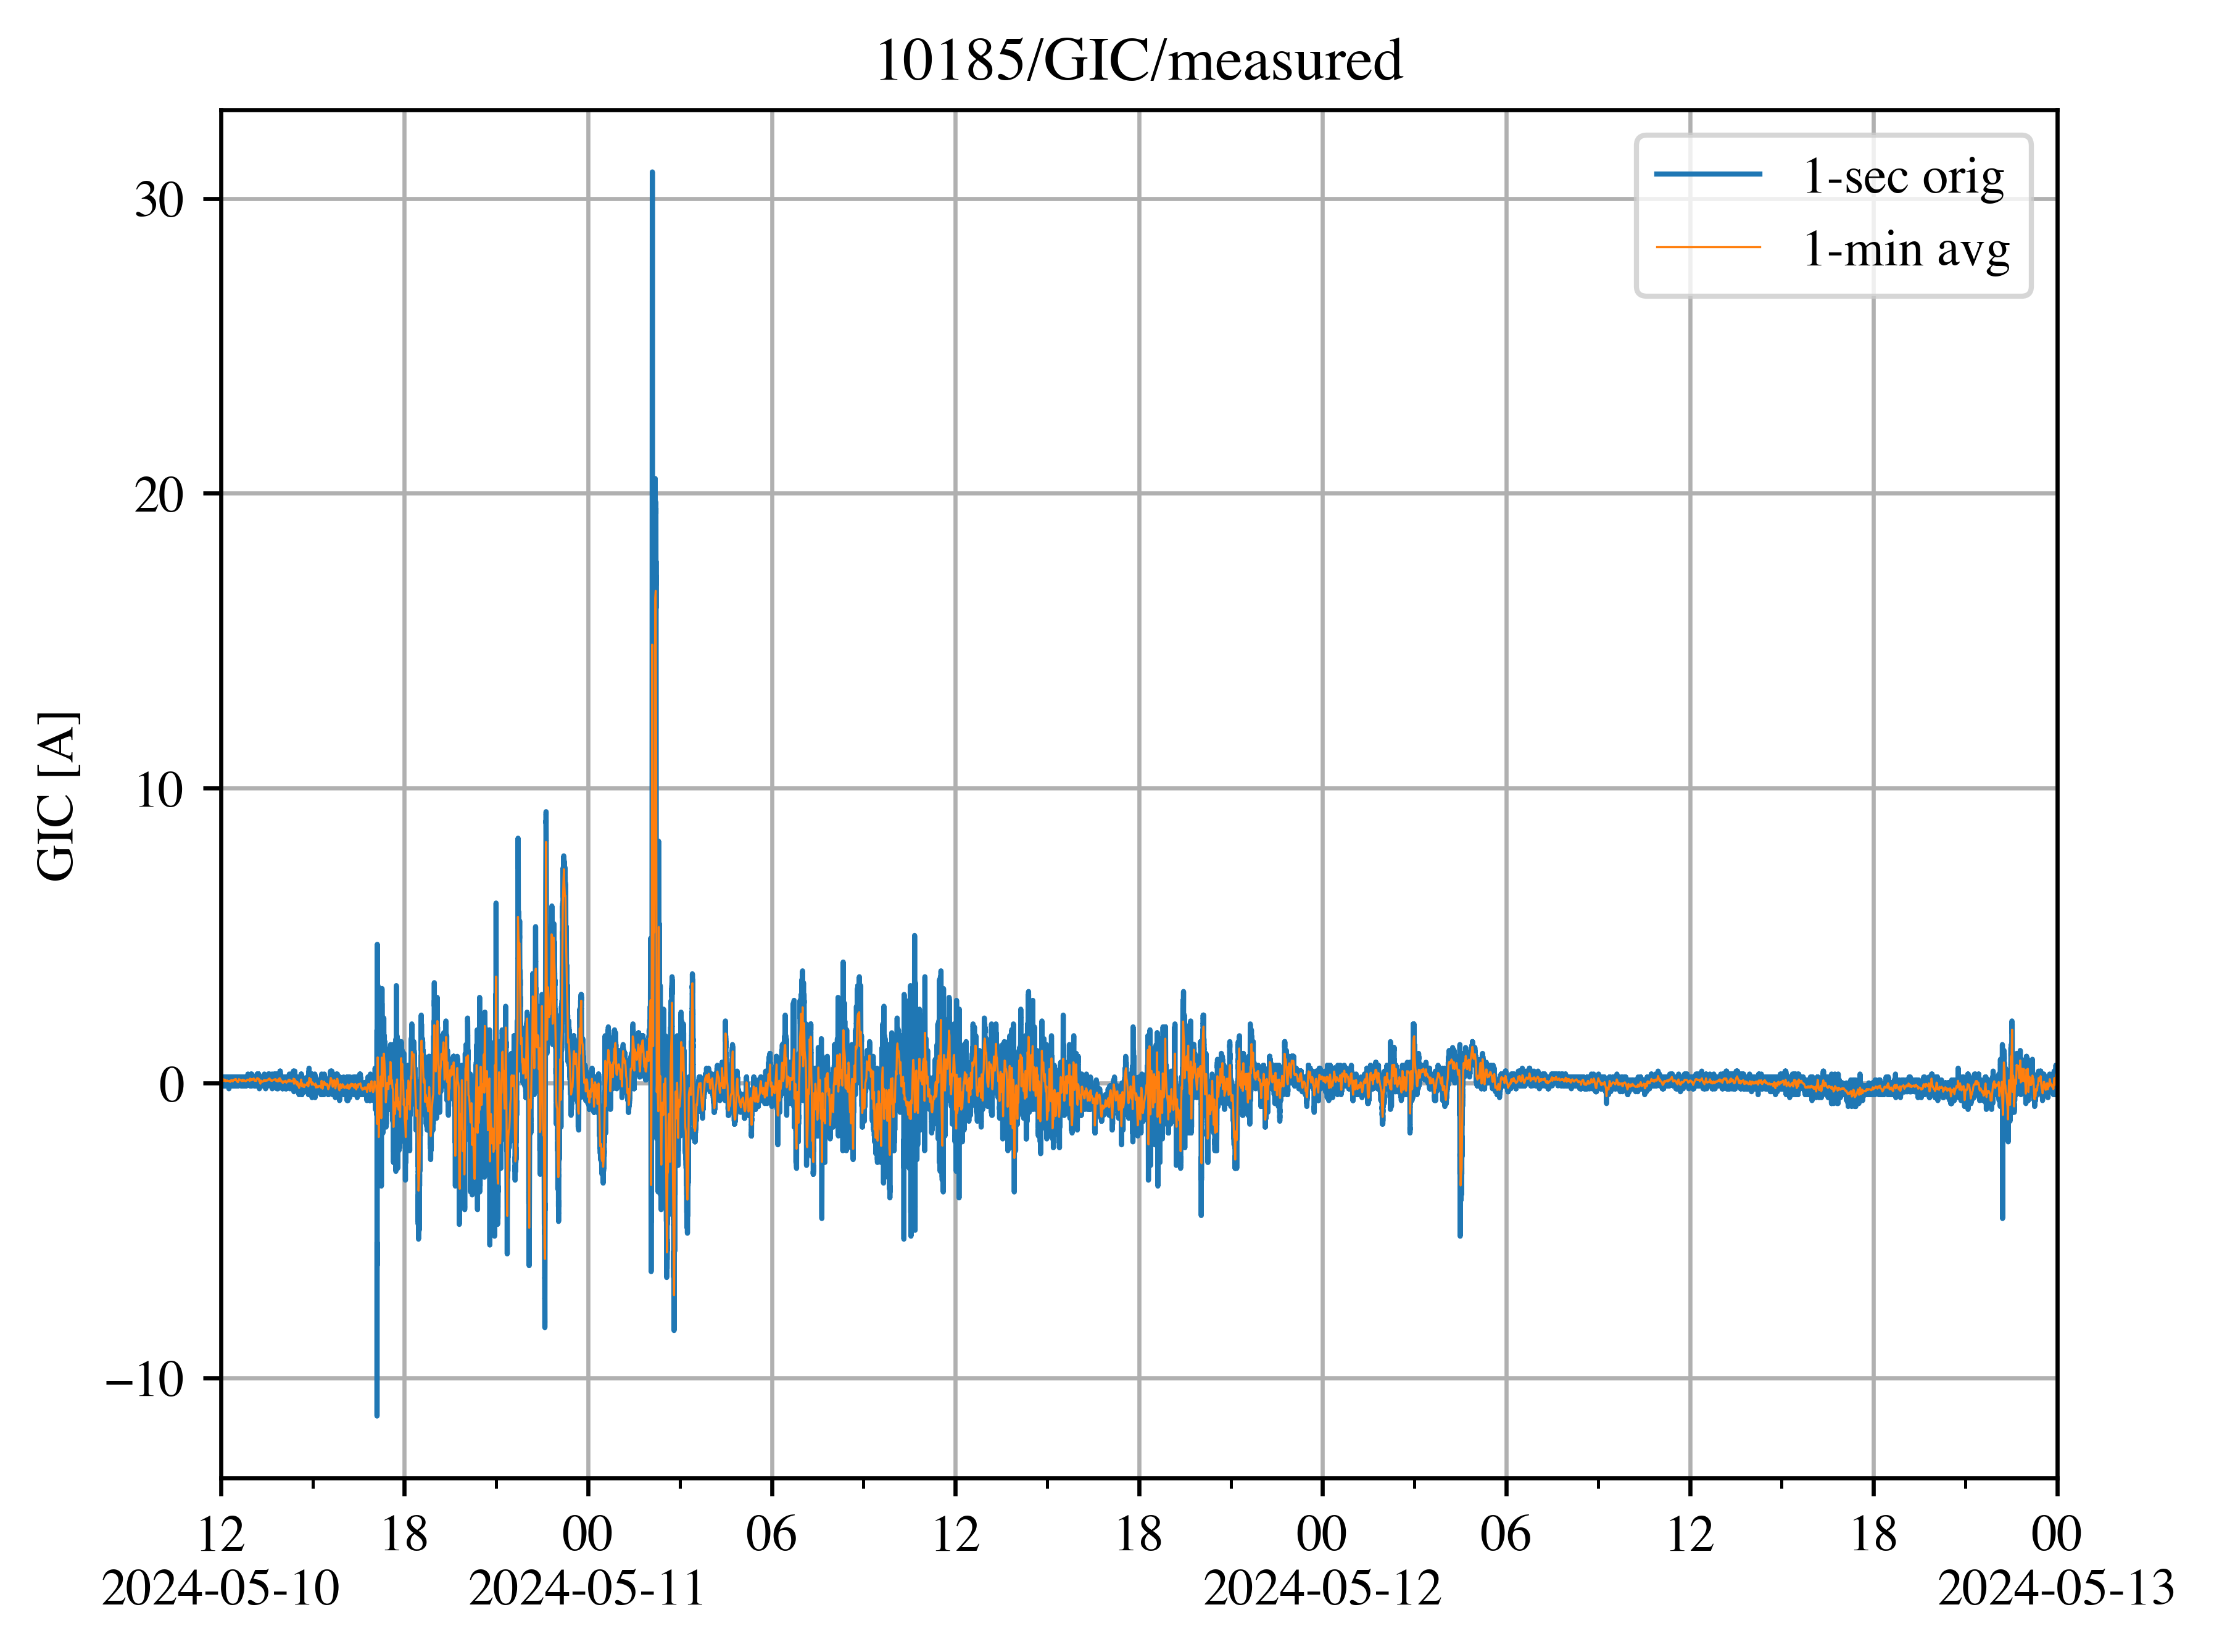 10185/GIC/measured
1-sec orig
1-min avg
GIC [A]
30
20
10
0
−10
12 18 00 06 12 18 00 06 12 18 00
2024-05-10 2024-05-11 2024-05-12 2024-05-13